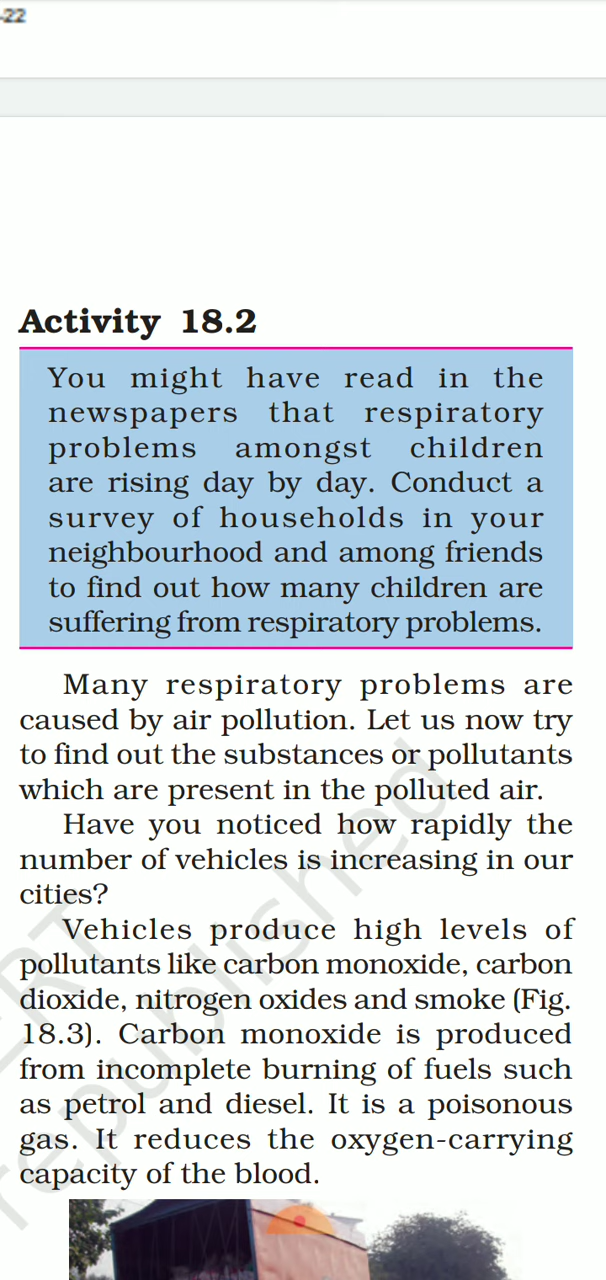 -22
Activity 18.2
You might have read in the
newspapers that respiratory
problems amongst children
are rising day by day. Conduct a
survey of households in your
neighbourhood and among friends
to find out how many children are
suffering from respiratory problems.
Many respiratory problems are
caused by air pollution. Let us now try
to find out the substances or pollutants
which are present in the polluted air.
Have you noticed how rapidly the
number of vehicles is increasing in our
cities?
Vehicles produce high levels of
pollutants like carbon monoxide, carbon
dioxide, nitrogen oxides and smoke (Fig.
18.3). Carbon monoxide is produced
from incomplete burning of fuels such
as petrol and diesel. It is a poisonous
gas. It reduces the oxygen-carrying
capacity of the blood.
ERT
republished